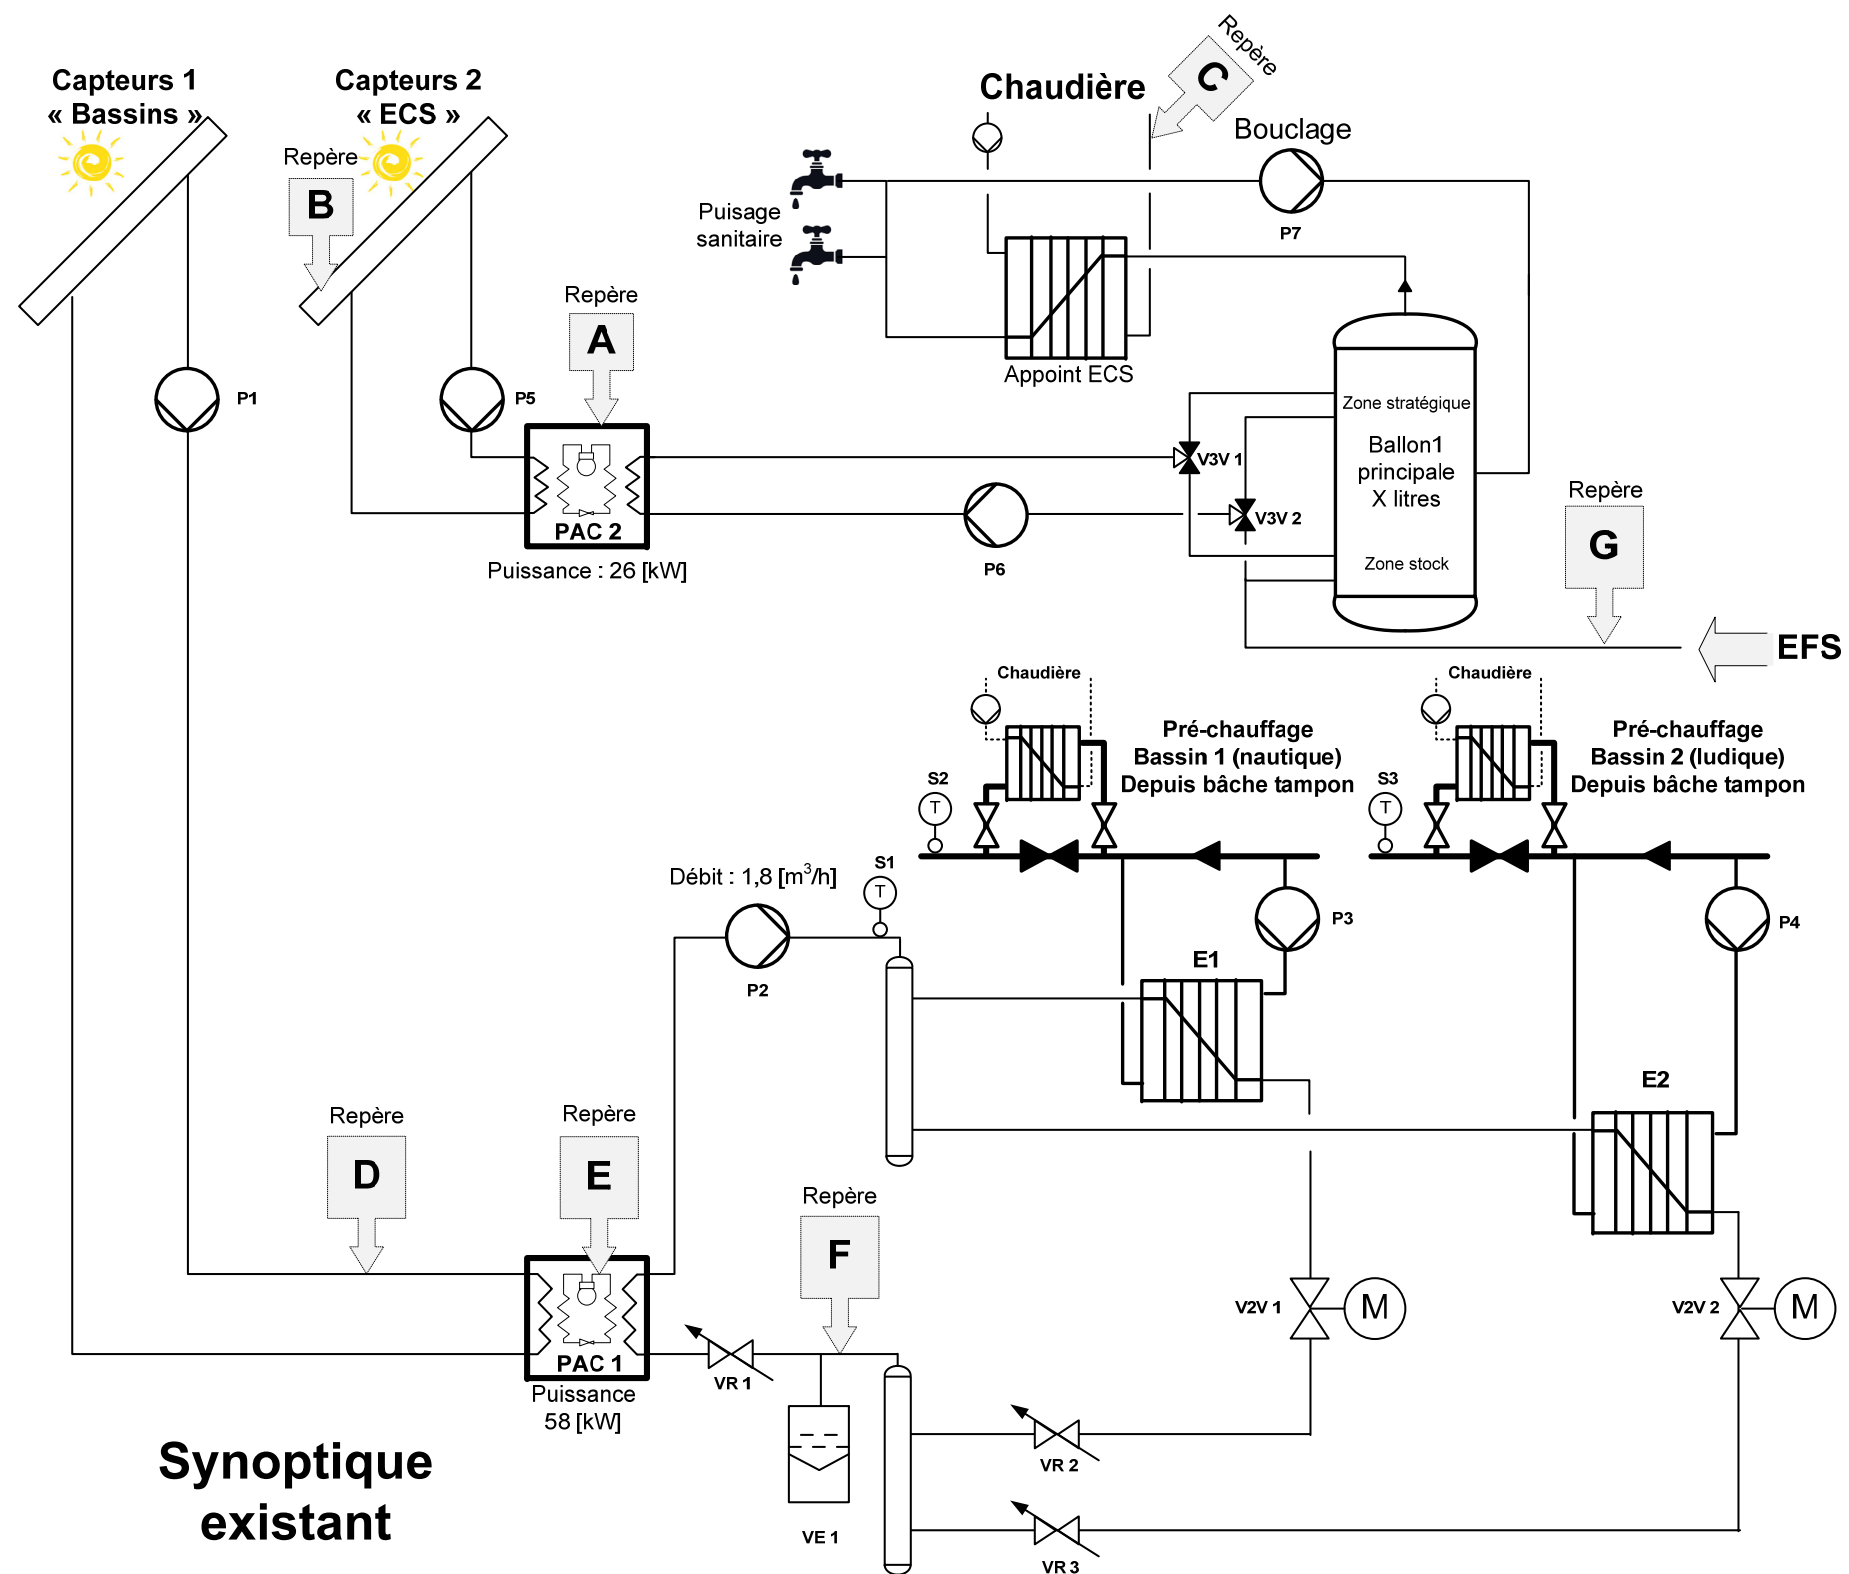 Capteurs 1
« Bassins »
Capteurs 2
« ECS »
Repère
B
Repère
A
Chaudière
Repère
C
Bouclage
P7
Puisage
sanitaire
Appoint ECS
P1
P5
PAC 2
Puissance : 26 [kW]
P6
V3V 1
V3V 2
Zone stratégique
Ballon1
principale
X litres
Zone stock
Repère
G
EFS
Chaudière
Pré-chauffage
Bassin 1 (nautique)
Depuis bâche tampon
S2
T
Chaudière
Pré-chauffage
Bassin 2 (ludique)
Depuis bâche tampon
S3
T
Débit : 1,8 [m³/h]
S1
T
P2
P3
P4
E1
E2
Repère
D
Repère
E
Repère
F
PAC 1
Puissance
58 [kW]
VR 1
VE 1
V2V 1
M
V2V 2
M
VR 2
VR 3
Synoptique
existant